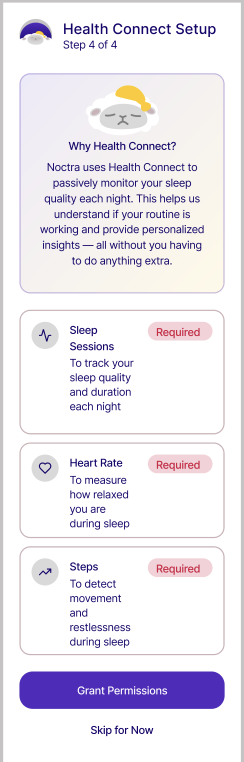 Health Connect Setup
Step 4 of 4
Why Health Connect?
Noctra uses Health Connect to
passively monitor your sleep
quality each night. This helps us
understand if your routine is
working and provide personalized
insights — all without you having
to do anything extra.
Sleep
Sessions
Required
To track your
sleep quality
and duration
each night
Heart Rate
Required
To measure
how relaxed
you are
during sleep
Steps
Required
To detect
movement
and
restlessness
during sleep
Grant Permissions
Skip for Now